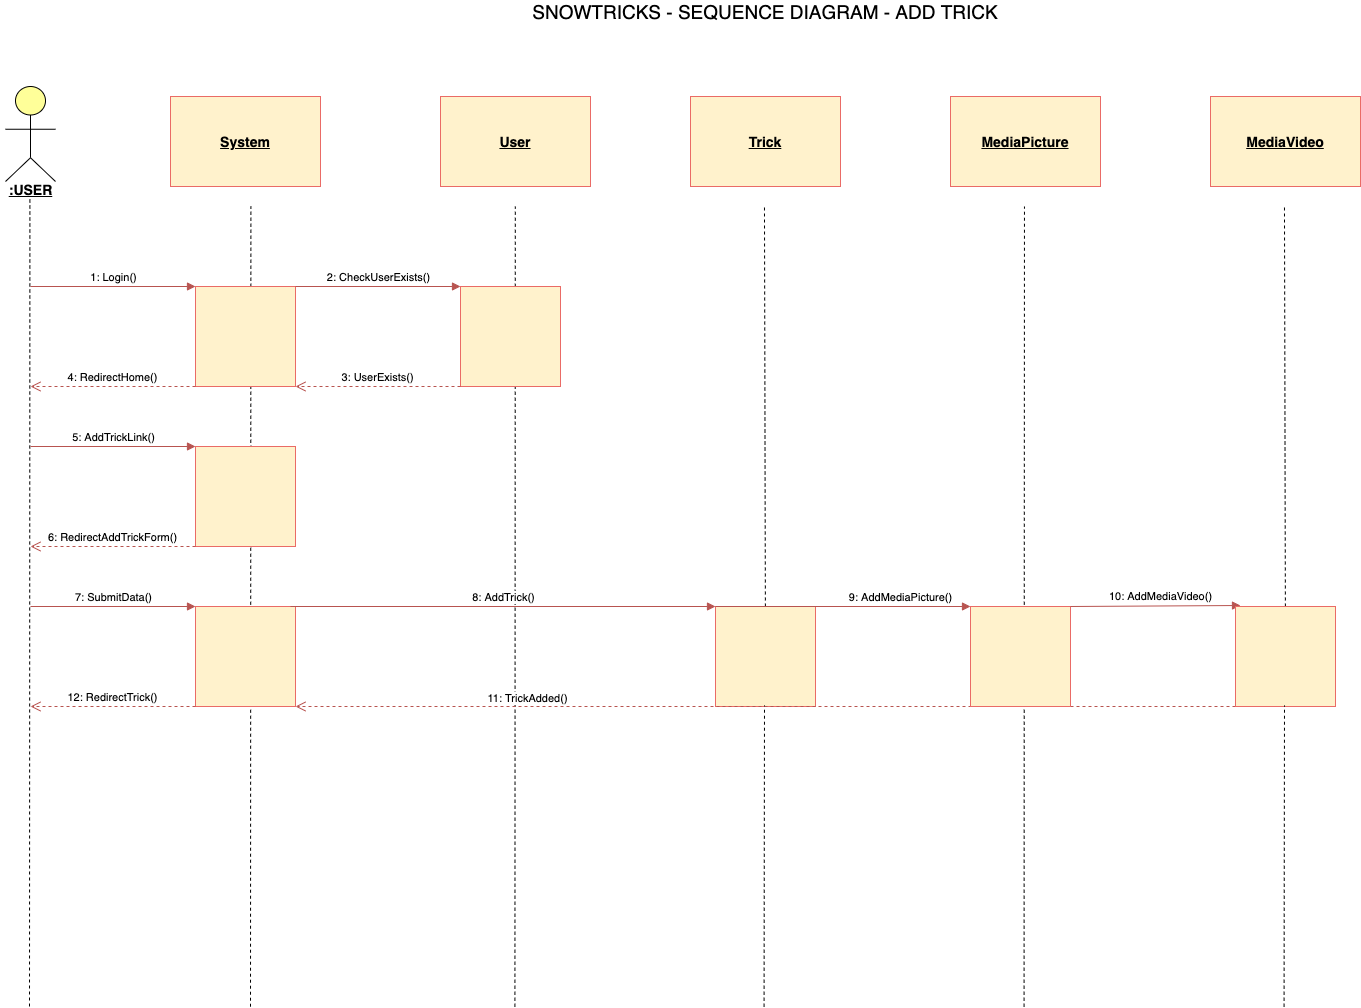 SNOWTRICKS - SEQUENCE DIAGRAM - ADD TRICK
System
User
Trick
MediaPicture
MediaVideo
:USER
1: Login()
2: CheckUserExists()
4: RedirectHome()
3: UserExists()
5: AddTrickLink()
6: RedirectAddTrickForm()
7: SubmitData()
8: AddTrick()
9: AddMediaPicture()
10: AddMediaVideo()
12: RedirectTrick()
11: TrickAdded()